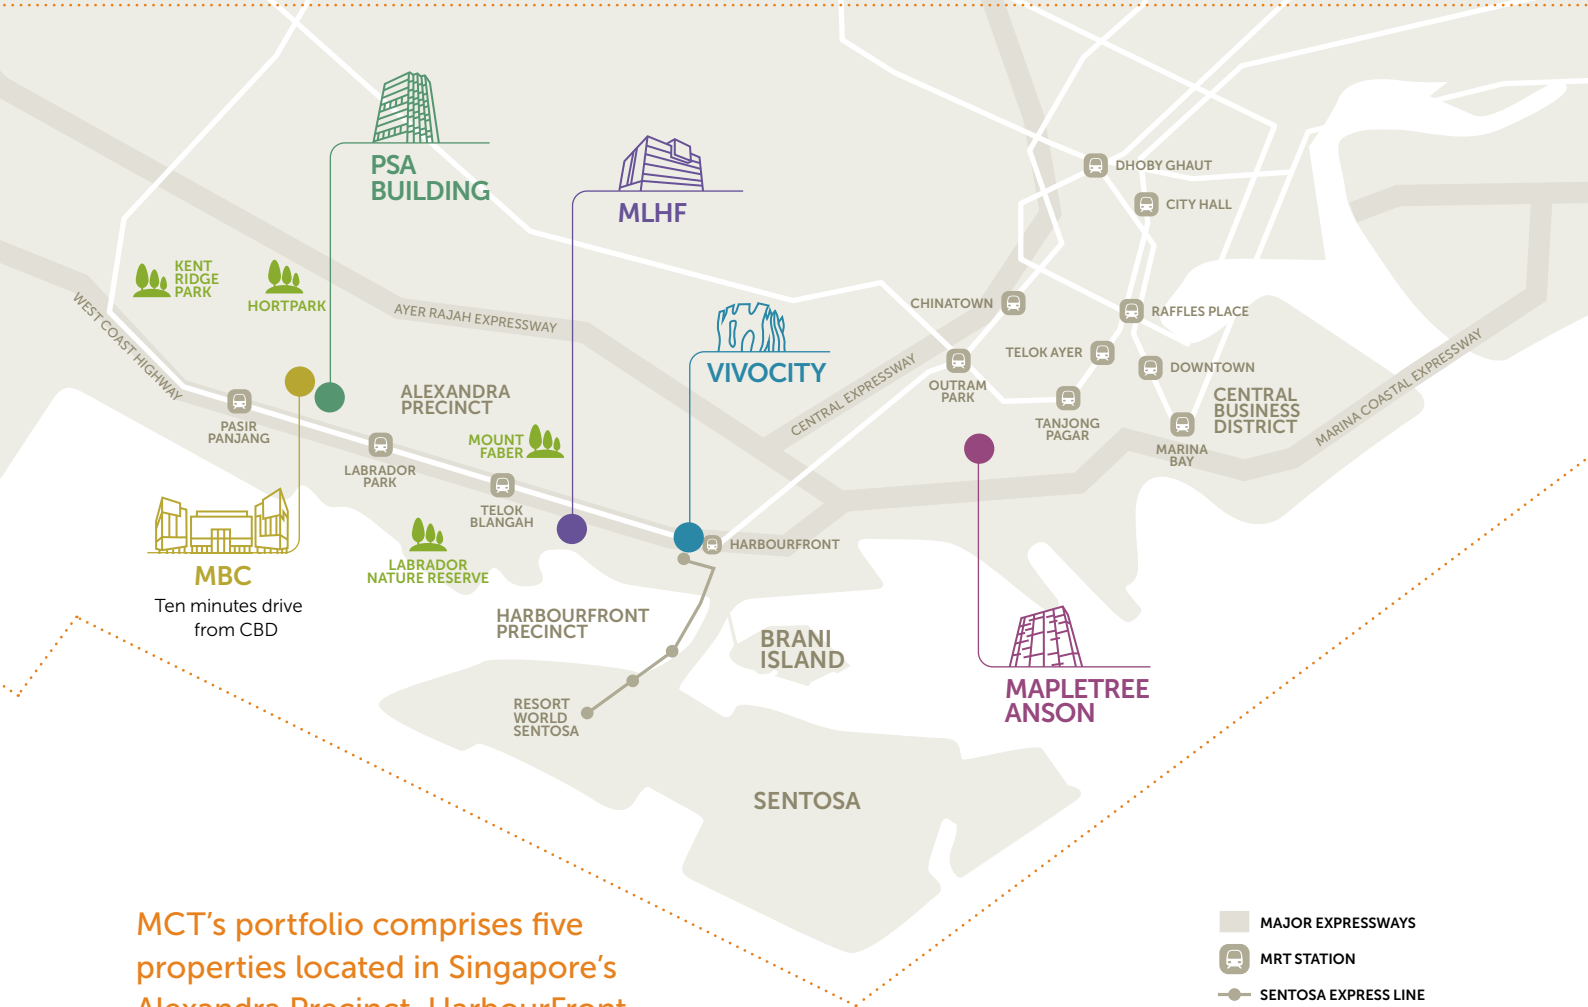 PSA
BUILDING
MLHF
DHOBY GHAUT
CITY HALL
KENT
RIDGE
PARK
HORTPARK
WEST COAST HIGHWAY
AYER RAJAH EXPRESSWAY
CHINATOWN
RAFFLES PLACE
TELOK AYER
DOWNTOWN
VIVOCITY
CENTRAL EXPRESSWAY
OUTRAM
PARK
TANJONG
PAGAR
CENTRAL
BUSINESS
DISTRICT
MARINA COASTAL EXPRESSWAY
MARINA
BAY
ALEXANDRA
PRECINCT
PASIR
PANJANG
MOUNT
FABER
LABRADOR
PARK
TELOK
BLANGAH
HARBOURFRONT
LABRADOR
NATURE RESERVE
MBC
Ten minutes drive
from CBD
HARBOURFRONT
PRECINCT
BRANI
ISLAND
MAPLETREE
ANSON
RESORT
WORLD
SENTOSA
SENTOSA
MCT’s portfolio comprises five
properties located in Singapore’s
Alexandra Precinct, HarbourFront
MAJOR EXPRESSWAYS
MRT STATION
SENTOSA EXPRESS LINE